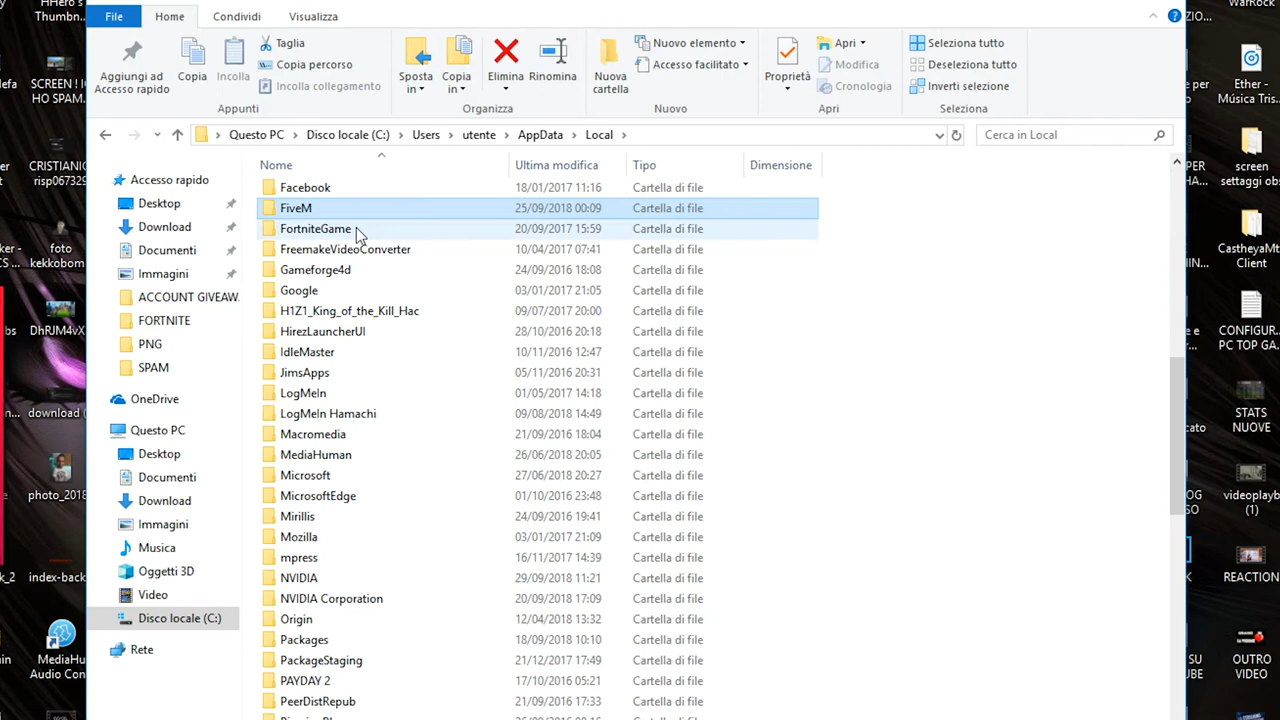 HHero's
Thumbn...
SCREEN ! I
HO SPAM.
CRISTIANI
risp067329
foto
kekkobom
DhRJM4vX
download (
photo_2018
index-back
MediaHu
Audio Con
File
Home
Condividi
Visualizza
Aggiungi ad
Accesso rapido
Copia
Incolla
Taglia
Copia percorso
Incolla collegamento
Appunti
Sposta
in
Copia
in
Elimina
Rinomina
Organizza
Nuova
cartella
Nuovo elemento
Accesso facilitato
Nuovo
Proprietà
Apri
Modifica
Cronologia
Apri
Seleziona tutto
Deseleziona tutto
Inverti selezione
Seleziona
Questo PC > Disco locale (C:) > Users > utente > AppData > Local >
Cerca in Local
Accesso rapido
Desktop
Download
Documenti
Immagini
ACCOUNT GIVEAW.
FORTNITE
PNG
SPAM
OneDrive
Questo PC
Desktop
Documenti
Download
Immagini
Musica
Oggetti 3D
Video
Disco locale (C:)
Rete
Nome Ultima modifica Tipo Dimensione
Facebook 18/01/2017 11:16 Cartella di file
FiveM 25/09/2018 00:09 Cartella di file
FortniteGame 20/09/2018 15:59 Cartella di file
FreemakeVideoConverter 10/04/2017 07:41 Cartella di file
Gameforge4d 24/09/2016 18:08 Cartella di file
Google 03/01/2017 21:05 Cartella di file
H1Z1_King_of_the_Kill_Hac 09/07/2017 20:00 Cartella di file
HirezLauncherUI 28/10/2016 20:18 Cartella di file
IdleMaster 10/11/2016 12:47 Cartella di file
JimsApps 05/11/2016 20:31 Cartella di file
LogMeIn 01/05/2017 14:18 Cartella di file
LogMeIn Hamachi 09/08/2018 14:49 Cartella di file
Macromedia 21/09/2016 18:04 Cartella di file
MediaHuman 26/06/2018 20:05 Cartella di file
Microsoft 27/06/2018 20:27 Cartella di file
MicrosoftEdge 01/10/2016 23:48 Cartella di file
Mirillis 24/09/2016 19:41 Cartella di file
Mozilla 03/01/2017 21:09 Cartella di file
mpress 16/11/2017 14:39 Cartella di file
NVIDIA 29/09/2018 11:21 Cartella di file
NVIDIA Corporation 20/09/2018 17:09 Cartella di file
Origin 12/04/2018 13:32 Cartella di file
Packages 18/09/2018 10:10 Cartella di file
PackageStaging 21/12/2017 17:49 Cartella di file
PAYDAY 2 17/10/2016 05:21 Cartella di file
PeerDistRepub 21/09/2016 17:33 Cartella di file
WarRock
Ether -
Música Tris.
screen
settaggi obs
CastheyaMt
Client
CONFIGUR.
PC TOP GA.
STATS
NUOVE
videoplayb
(1)
REACTION
OUTRO
VIDEO